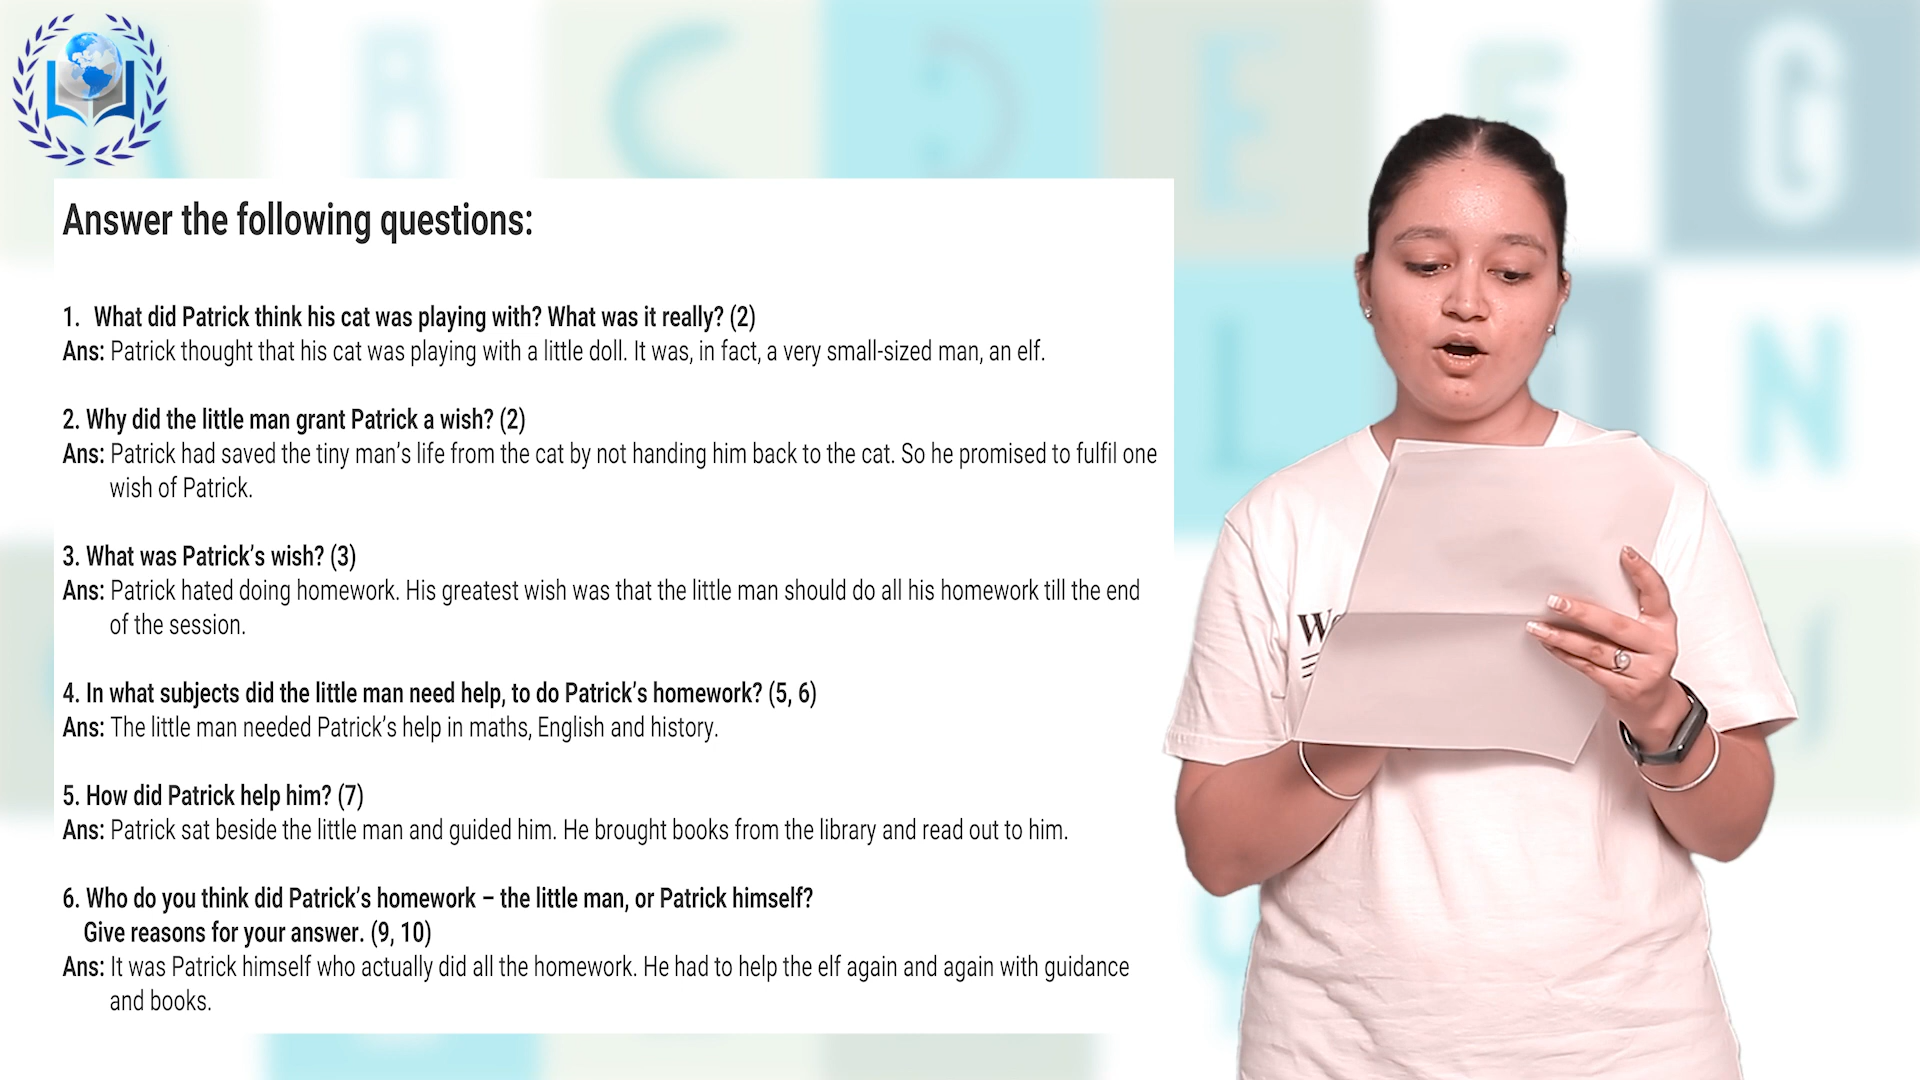 Answer the following questions:
1. What did Patrick think his cat was playing with? What was it really? (2)
Ans: Patrick thought that his cat was playing with a little doll. It was, in fact, a very small-sized man, an elf.
2. Why did the little man grant Patrick a wish? (2)
Ans: Patrick had saved the tiny man’s life from the cat by not handing him back to the cat. So he promised to fulfil one
wish of Patrick.
3. What was Patrick’s wish? (3)
Ans: Patrick hated doing homework. His greatest wish was that the little man should do all his homework till the end
of the session.
4. In what subjects did the little man need help, to do Patrick’s homework? (5, 6)
Ans: The little man needed Patrick’s help in maths, English and history.
5. How did Patrick help him? (7)
Ans: Patrick sat beside the little man and guided him. He brought books from the library and read out to him.
6. Who do you think did Patrick’s homework – the little man, or Patrick himself?
Give reasons for your answer. (9, 10)
Ans: It was Patrick himself who actually did all the homework. He had to help the elf again and again with guidance
and books.
B C D E F G
L N